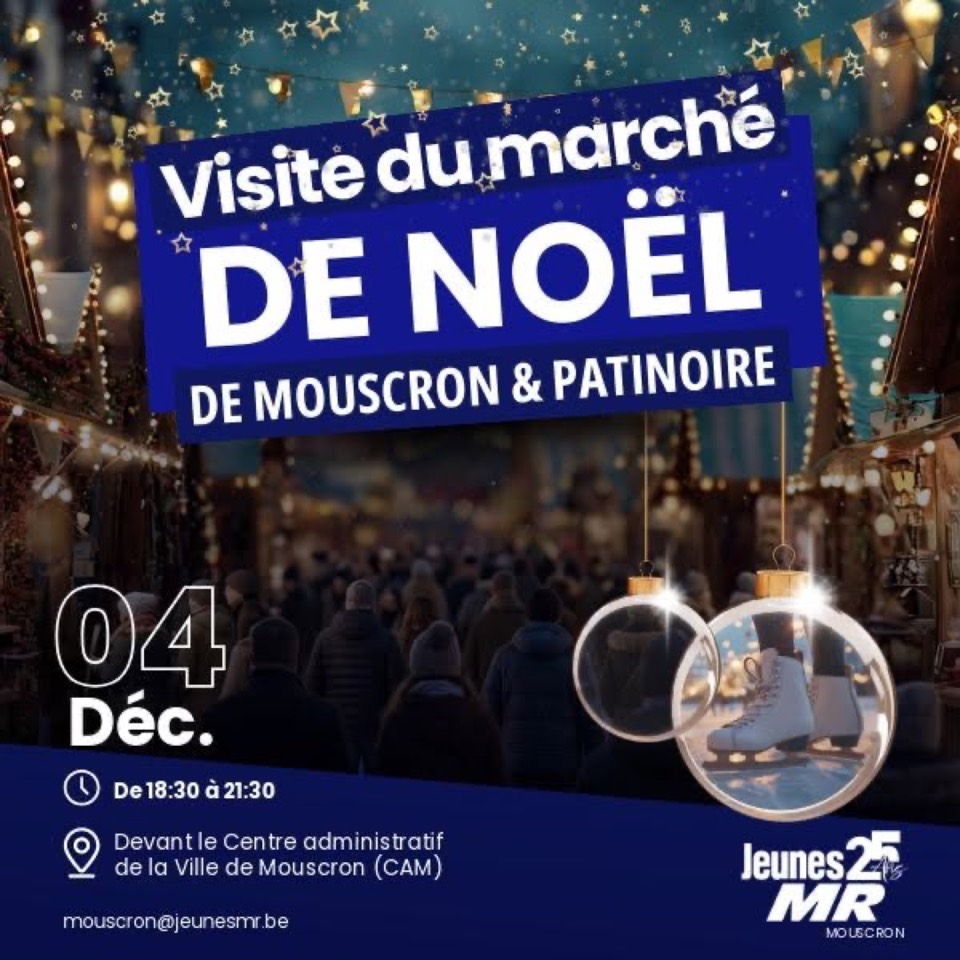 Visite du marché
DE NOËL
DE MOUSCRON & PATINOIRE
04
Déc.
De 18:30 à 21:30
Devant le Centre administratif
de la Ville de Mouscron (CAM)
mouscron@jeunesmr.be
Jeunes 25
Ans
MR
MOUSCRON